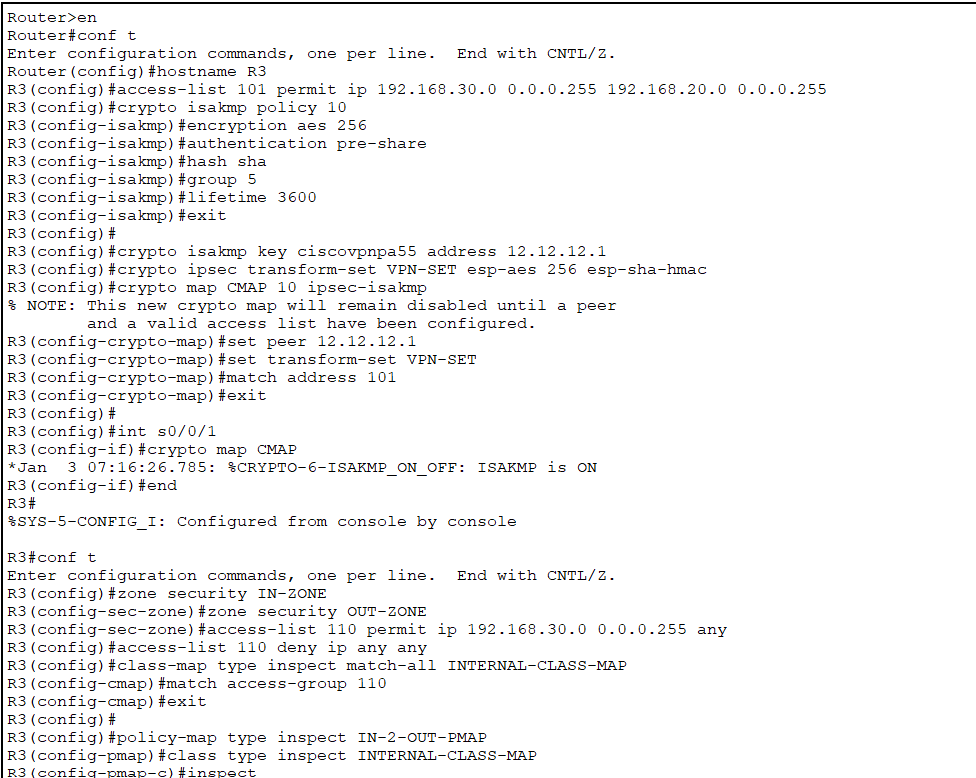 Router>en
Router#conf t
Enter configuration commands, one per line.  End with CNTL/Z.
Router(config)#hostname R3
R3(config)#access-list 101 permit ip 192.168.30.0 0.0.0.255 192.168.20.0 0.0.0.255
R3(config)#crypto isakmp policy 10
R3(config-isakmp)#encryption aes 256
R3(config-isakmp)#authentication pre-share
R3(config-isakmp)#hash sha
R3(config-isakmp)#group 5
R3(config-isakmp)#lifetime 3600
R3(config-isakmp)#exit
R3(config)#
R3(config)#crypto isakmp key ciscovpnpa55 address 12.12.12.1
R3(config)#crypto ipsec transform-set VPN-SET esp-aes 256 esp-sha-hmac
R3(config)#crypto map CMAP 10 ipsec-isakmp
% NOTE: This new crypto map will remain disabled until a peer
        and a valid access list have been configured.
R3(config-crypto-map)#set peer 12.12.12.1
R3(config-crypto-map)#set transform-set VPN-SET
R3(config-crypto-map)#match address 101
R3(config-crypto-map)#exit
R3(config)#
R3(config)#int s0/0/1
R3(config-if)#crypto map CMAP
*Jan  3 07:16:26.785: %CRYPTO-6-ISAKMP_ON_OFF: ISAKMP is ON
R3(config-if)#end
R3#
%SYS-5-CONFIG_I: Configured from console by console

R3#conf t
Enter configuration commands, one per line.  End with CNTL/Z.
R3(config)#zone security IN-ZONE
R3(config-sec-zone)#zone security OUT-ZONE
R3(config-sec-zone)#access-list 110 permit ip 192.168.30.0 0.0.0.255 any
R3(config)#access-list 110 deny ip any any
R3(config)#class-map type inspect match-all INTERNAL-CLASS-MAP
R3(config-cmap)#match access-group 110
R3(config-cmap)#exit
R3(config)#
R3(config)#policy-map type inspect IN-2-OUT-PMAP
R3(config-pmap)#class type inspect INTERNAL-CLASS-MAP
R3(config-pmap-c)#inspect